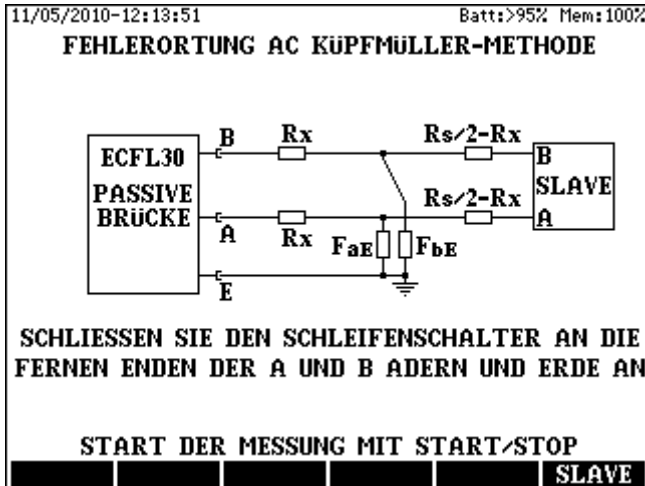 11/05/2010-12:13:51 Batt:>95% Mem:100%
FEHLERORTUNG AC KÜPFMÜLLER-METHODE
B Rx Rs/2-Rx
ECFL30 B
PASSIVE Rs/2-Rx SLAVE
BRÜCKE A
A Rx FaE FbE
E
SCHLIESSEN SIE DEN SCHLEIFENSCHALTER AN DIE
FERNEN ENDEN DER A UND B ADERN UND ERDE AN
START DER MESSUNG MIT START/STOP
SLAVE